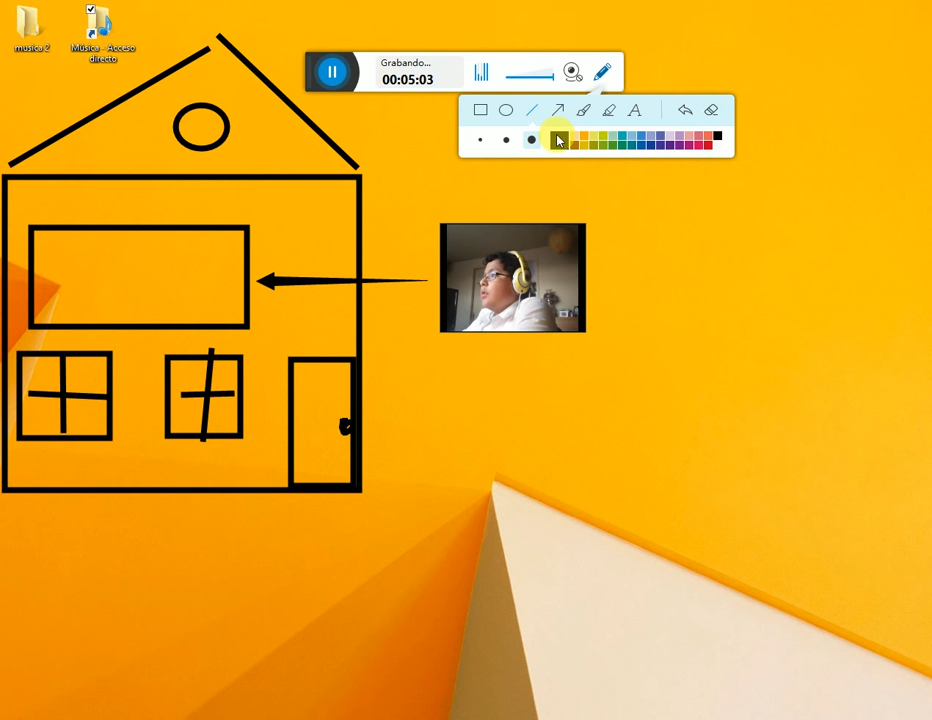 musica 2
Música - Acceso
directo
Grabando...
00:05:03
A